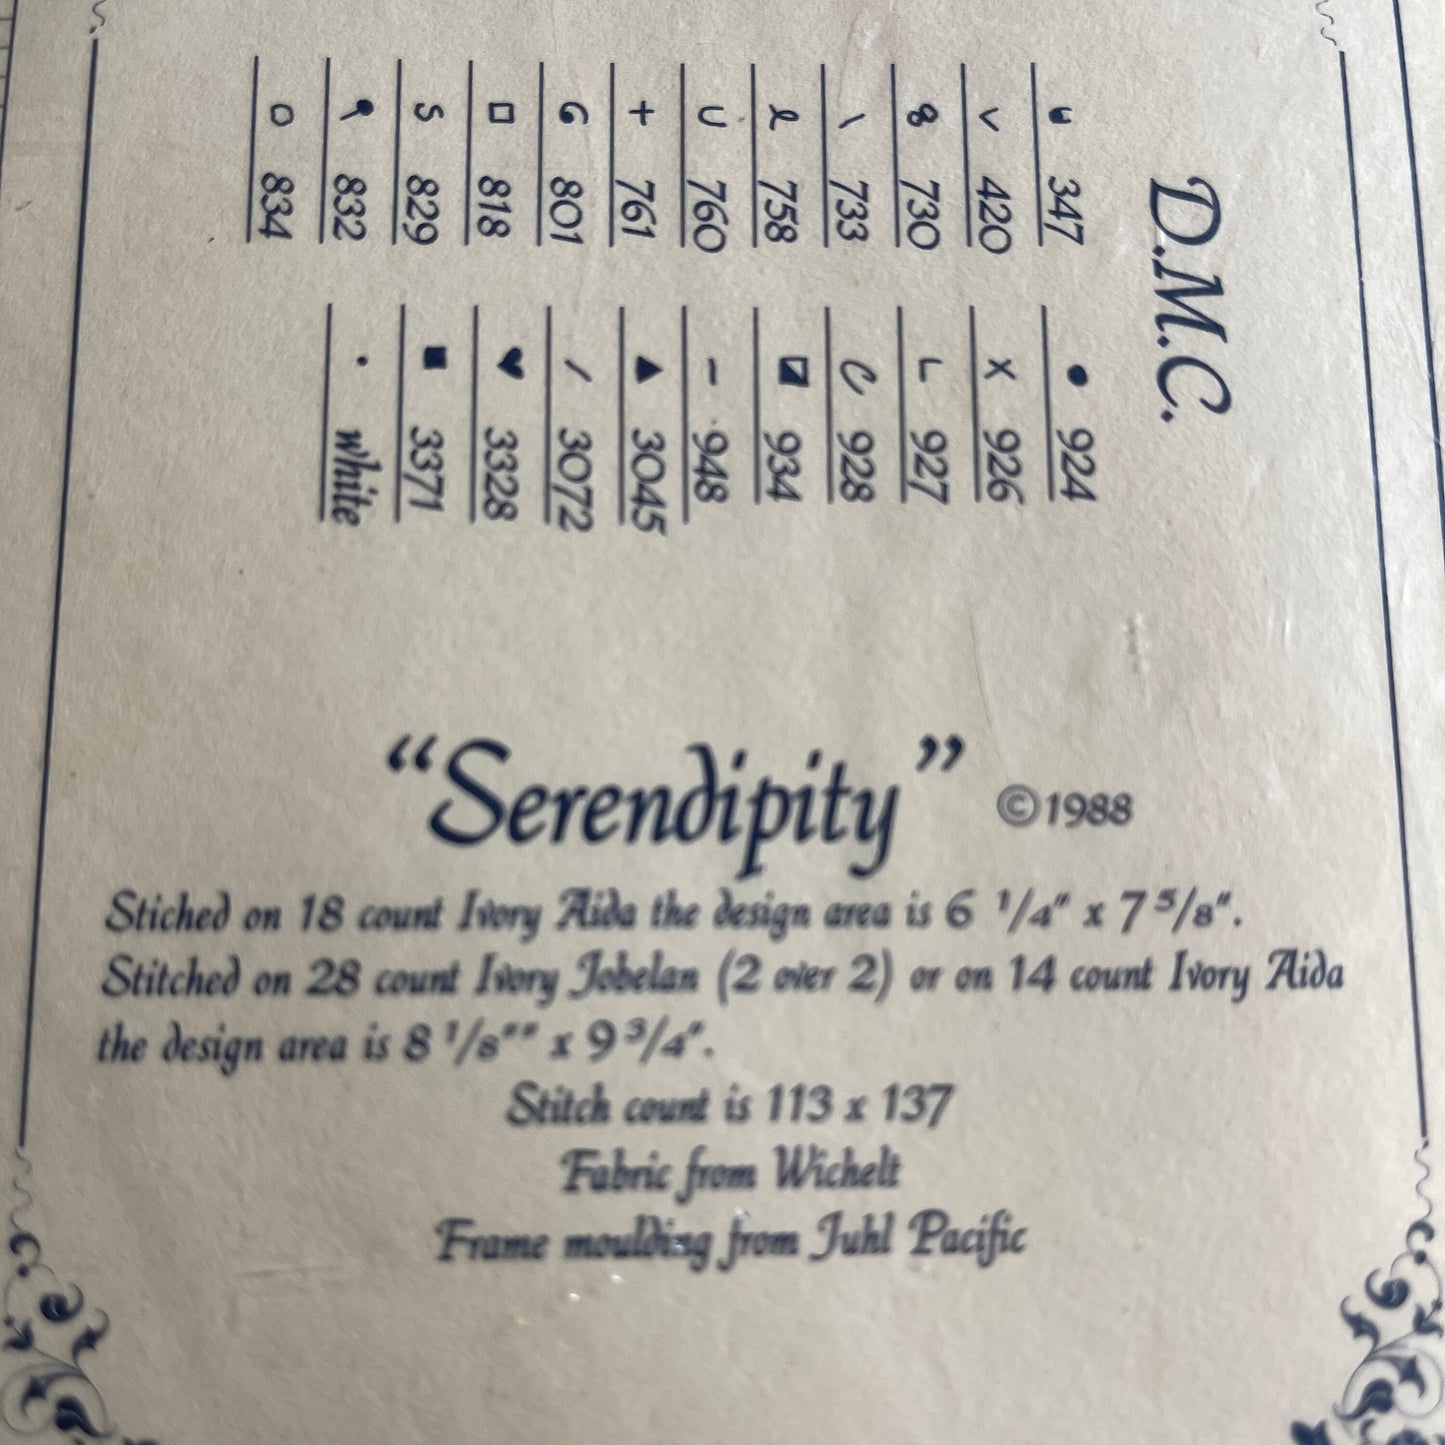 D.M.C.
347
v 420
8 730
\ 733
l 758
U 760
+ 761
G 801
□ 818
S 829
832
O 834
● 924
X 926
L 927
C 928
934
– 948
▲ 3045
/ 3072
♥ 3328
■ 3371
• white
“Serendipity” ©1988
Stiched on 18 count Ivory Aida the design area is 6 1/4" x 7 5/8".
Stitched on 28 count Ivory Jobelan (2 over 2) or on 14 count Ivory Aida
the design area is 8 1/8"" x 9 3/4".
Stitch count is 113 x 137
Fabric from Wichelt
Frame moulding from Juhl Pacific